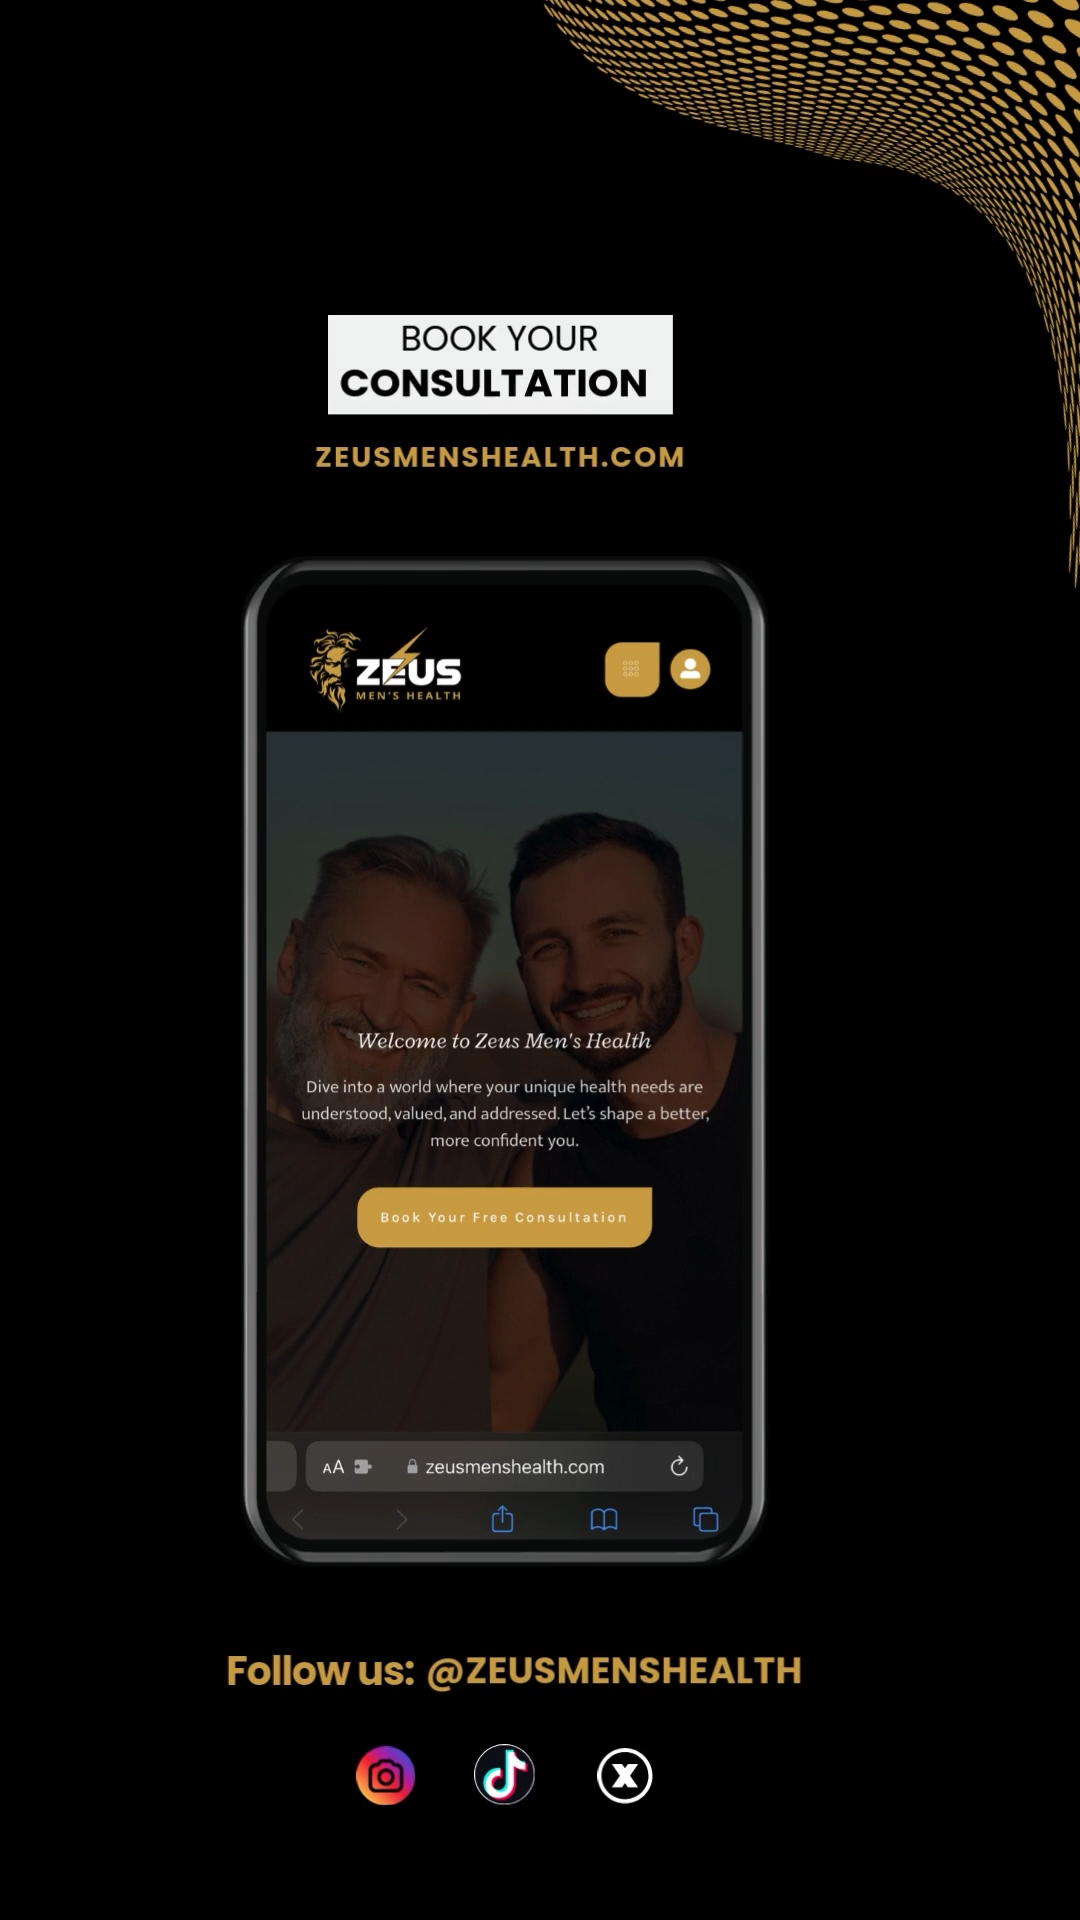 BOOK YOUR
CONSULTATION
ZEUSMENSHEALTH.COM
ZEUS
MEN'S HEALTH
Welcome to Zeus Men's Health
Dive into a world where your unique health needs are
understood, valued, and addressed. Let's shape a better,
more confident you.
Book Your Free Consultation
AA zeusmenshealth.com
Follow us: @ZEUSMENSHEALTH
X